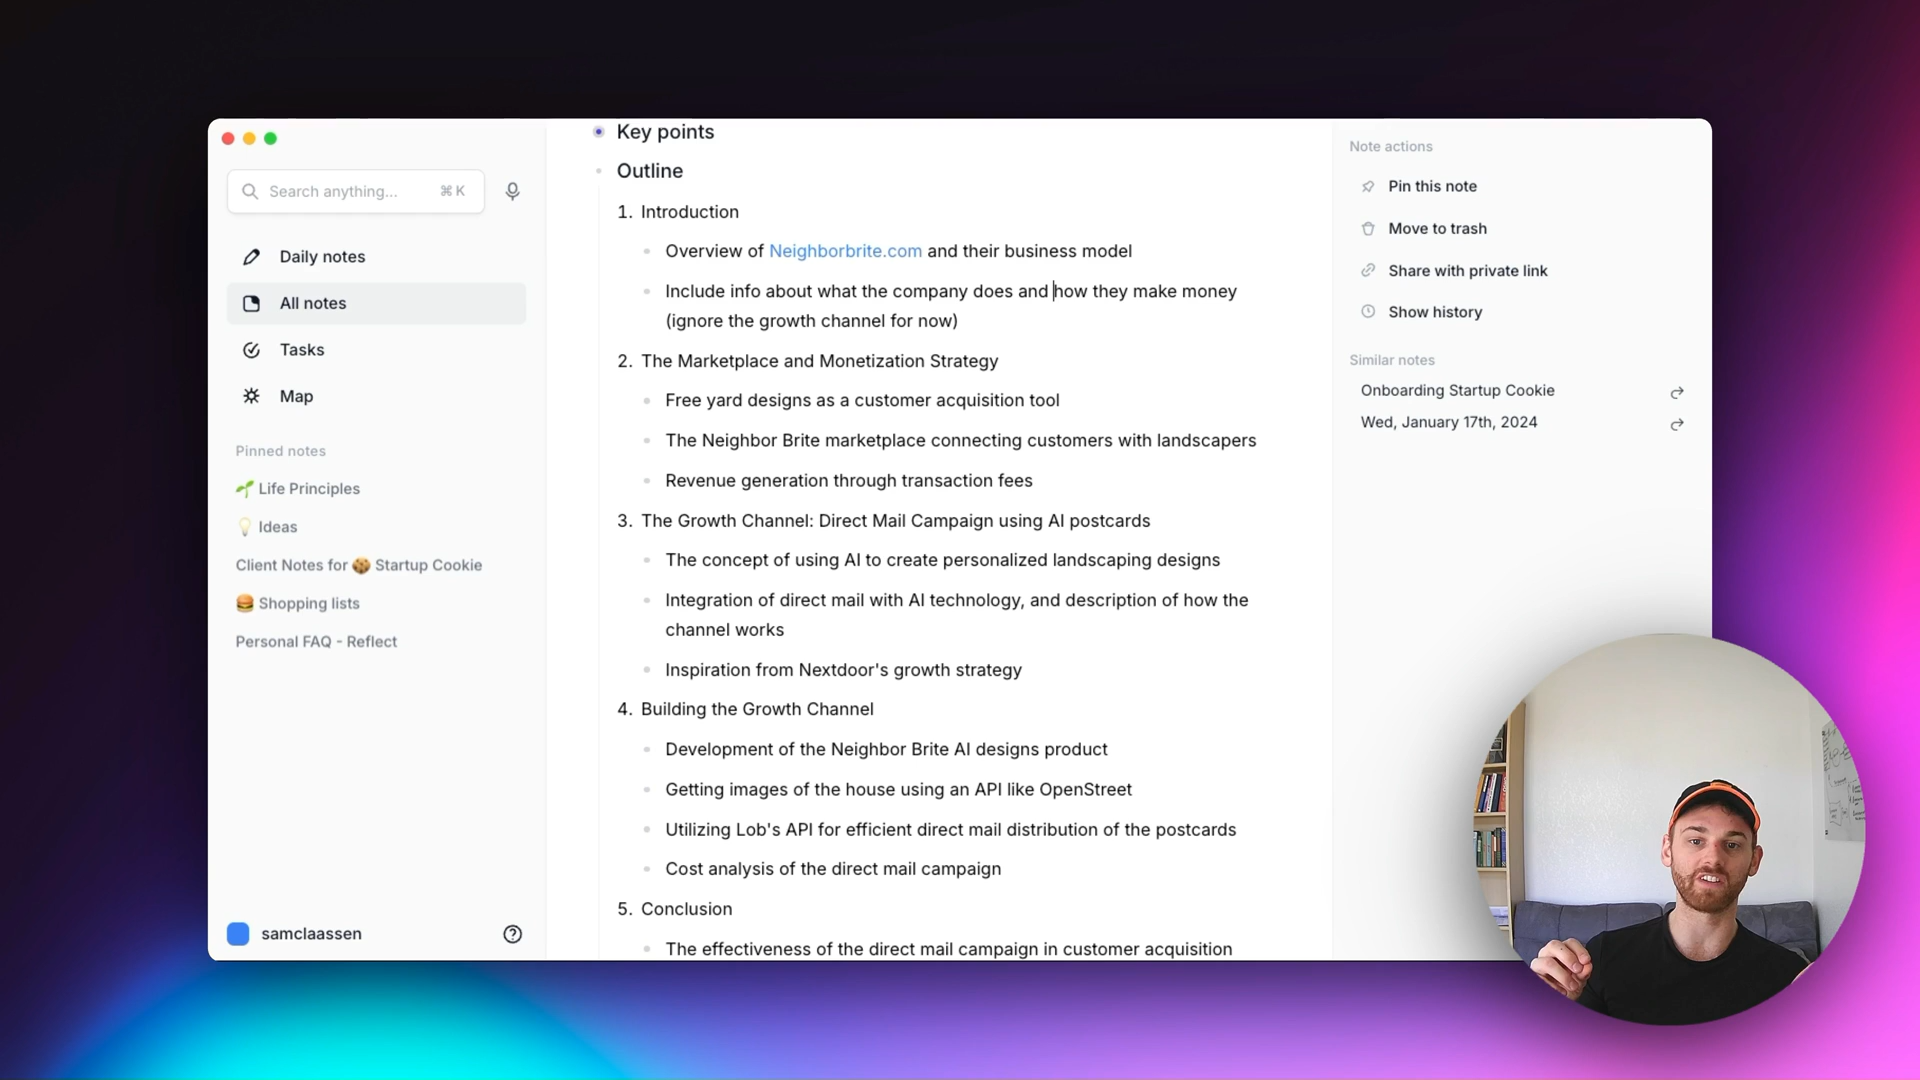 Search anything...
⌘ K
Daily notes
All notes
Tasks
Map
Pinned notes
Life Principles
Ideas
Client Notes for 🍪 Startup Cookie
Shopping lists
Personal FAQ - Reflect
samclaassen
Key points
Outline
1. Introduction
Overview of Neighborbrite.com and their business model
Include info about what the company does and how they make money
(ignore the growth channel for now)
2. The Marketplace and Monetization Strategy
Free yard designs as a customer acquisition tool
The Neighbor Brite marketplace connecting customers with landscapers
Revenue generation through transaction fees
3. The Growth Channel: Direct Mail Campaign using AI postcards
The concept of using AI to create personalized landscaping designs
Integration of direct mail with AI technology, and description of how the
channel works
Inspiration from Nextdoor's growth strategy
4. Building the Growth Channel
Development of the Neighbor Brite AI designs product
Getting images of the house using an API like OpenStreet
Utilizing Lob's API for efficient direct mail distribution of the postcards
Cost analysis of the direct mail campaign
5. Conclusion
The effectiveness of the direct mail campaign in customer acquisition
Note actions
Pin this note
Move to trash
Share with private link
Show history
Similar notes
Onboarding Startup Cookie
Wed, January 17th, 2024